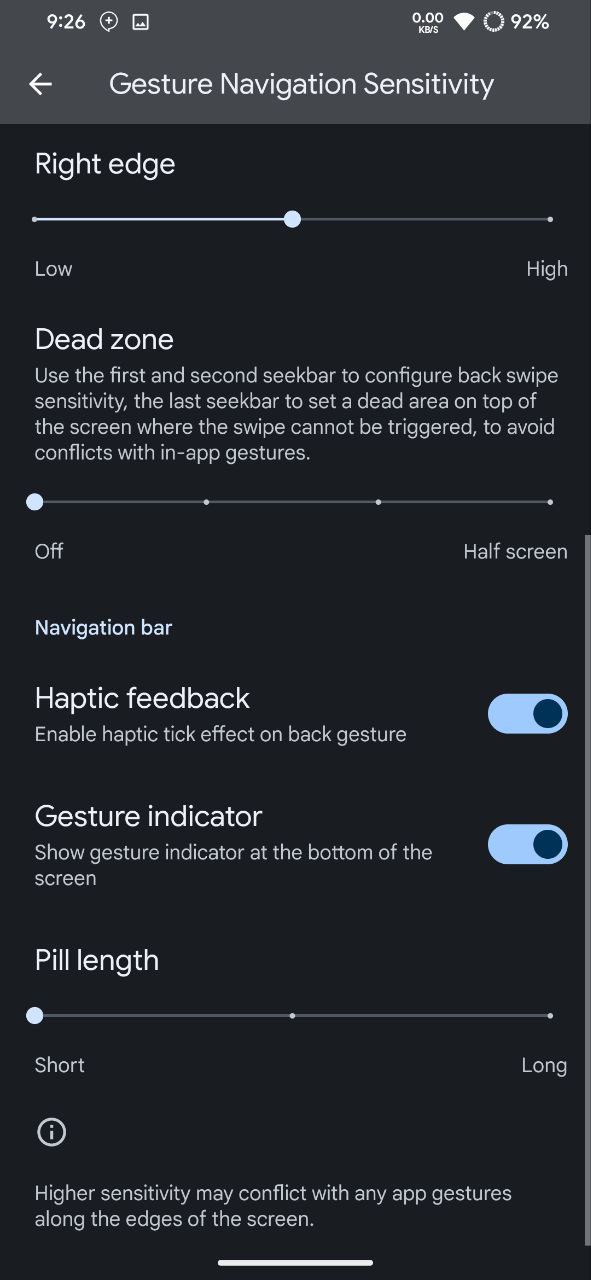 9:26
0.00
KB/S
92%
Gesture Navigation Sensitivity
Right edge
Low
High
Dead zone
Use the first and second seekbar to configure back swipe
sensitivity, the last seekbar to set a dead area on top of
the screen where the swipe cannot be triggered, to avoid
conflicts with in-app gestures.
Off
Half screen
Navigation bar
Haptic feedback
Enable haptic tick effect on back gesture
Gesture indicator
Show gesture indicator at the bottom of the
screen
Pill length
Short
Long
Higher sensitivity may conflict with any app gestures
along the edges of the screen.